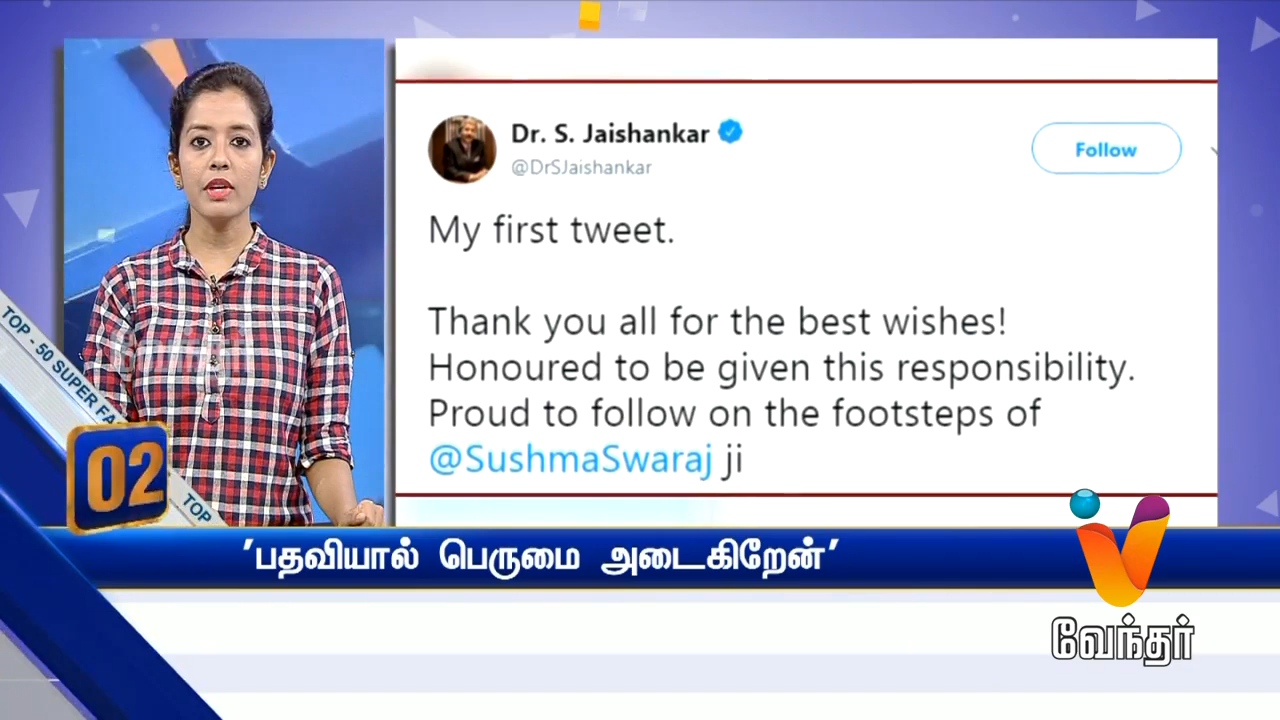 Dr. S. Jaishankar
@DrSJaishankar
Follow
My first tweet.
Thank you all for the best wishes!
Honoured to be given this responsibility.
Proud to follow on the footsteps of
@SushmaSwaraj ji
TOP - 50 SUPER FA
02
TOP
'பதவியால் பெருமை அடைகிறேன்'
வேந்தர்